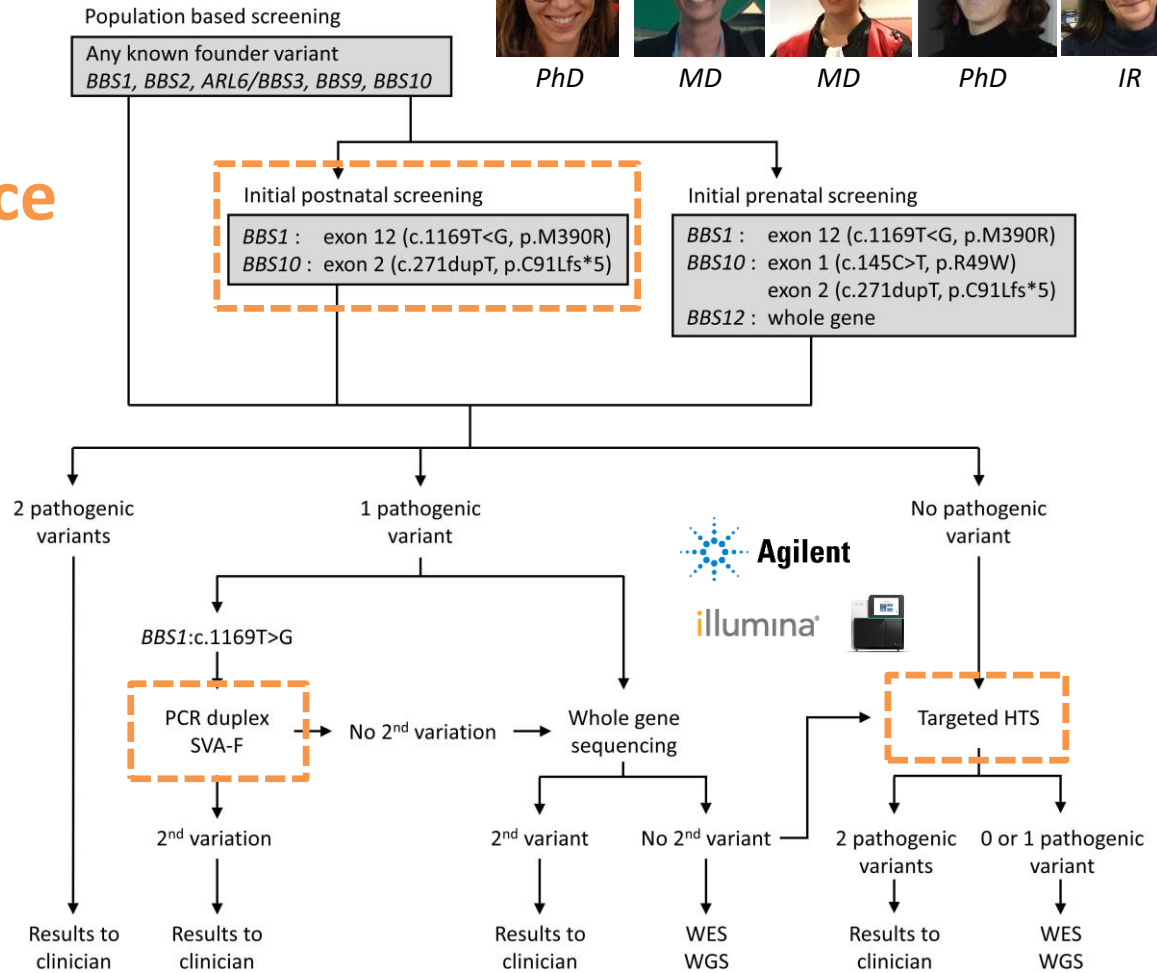 Population based screening
Any known founder variant
BBS1, BBS2, ARL6/BBS3, BBS9, BBS10
PhD
MD
MD
PhD
IR
ce
Initial postnatal screening
BBS1 : exon 12 (c.1169T<G, p.M390R)
BBS10 : exon 2 (c.271dupT, p.C91Lfs*5)
Initial prenatal screening
BBS1 : exon 12 (c.1169T<G, p.M390R)
BBS10 : exon 1 (c.145C>T, p.R49W)
exon 2 (c.271dupT, p.C91Lfs*5)
BBS12 : whole gene
2 pathogenic
variants
1 pathogenic
variant
No pathogenic
variant
Agilent
illumina®
BBS1:c.1169T>G
PCR duplex
SVA-F
No 2nd variation
Whole gene
sequencing
Targeted HTS
2nd variation
2nd variant
No 2nd variant
2 pathogenic
variants
0 or 1 pathogenic
variant
Results to
clinician
Results to
clinician
Results to
clinician
WES
WGS
Results to
clinician
WES
WGS